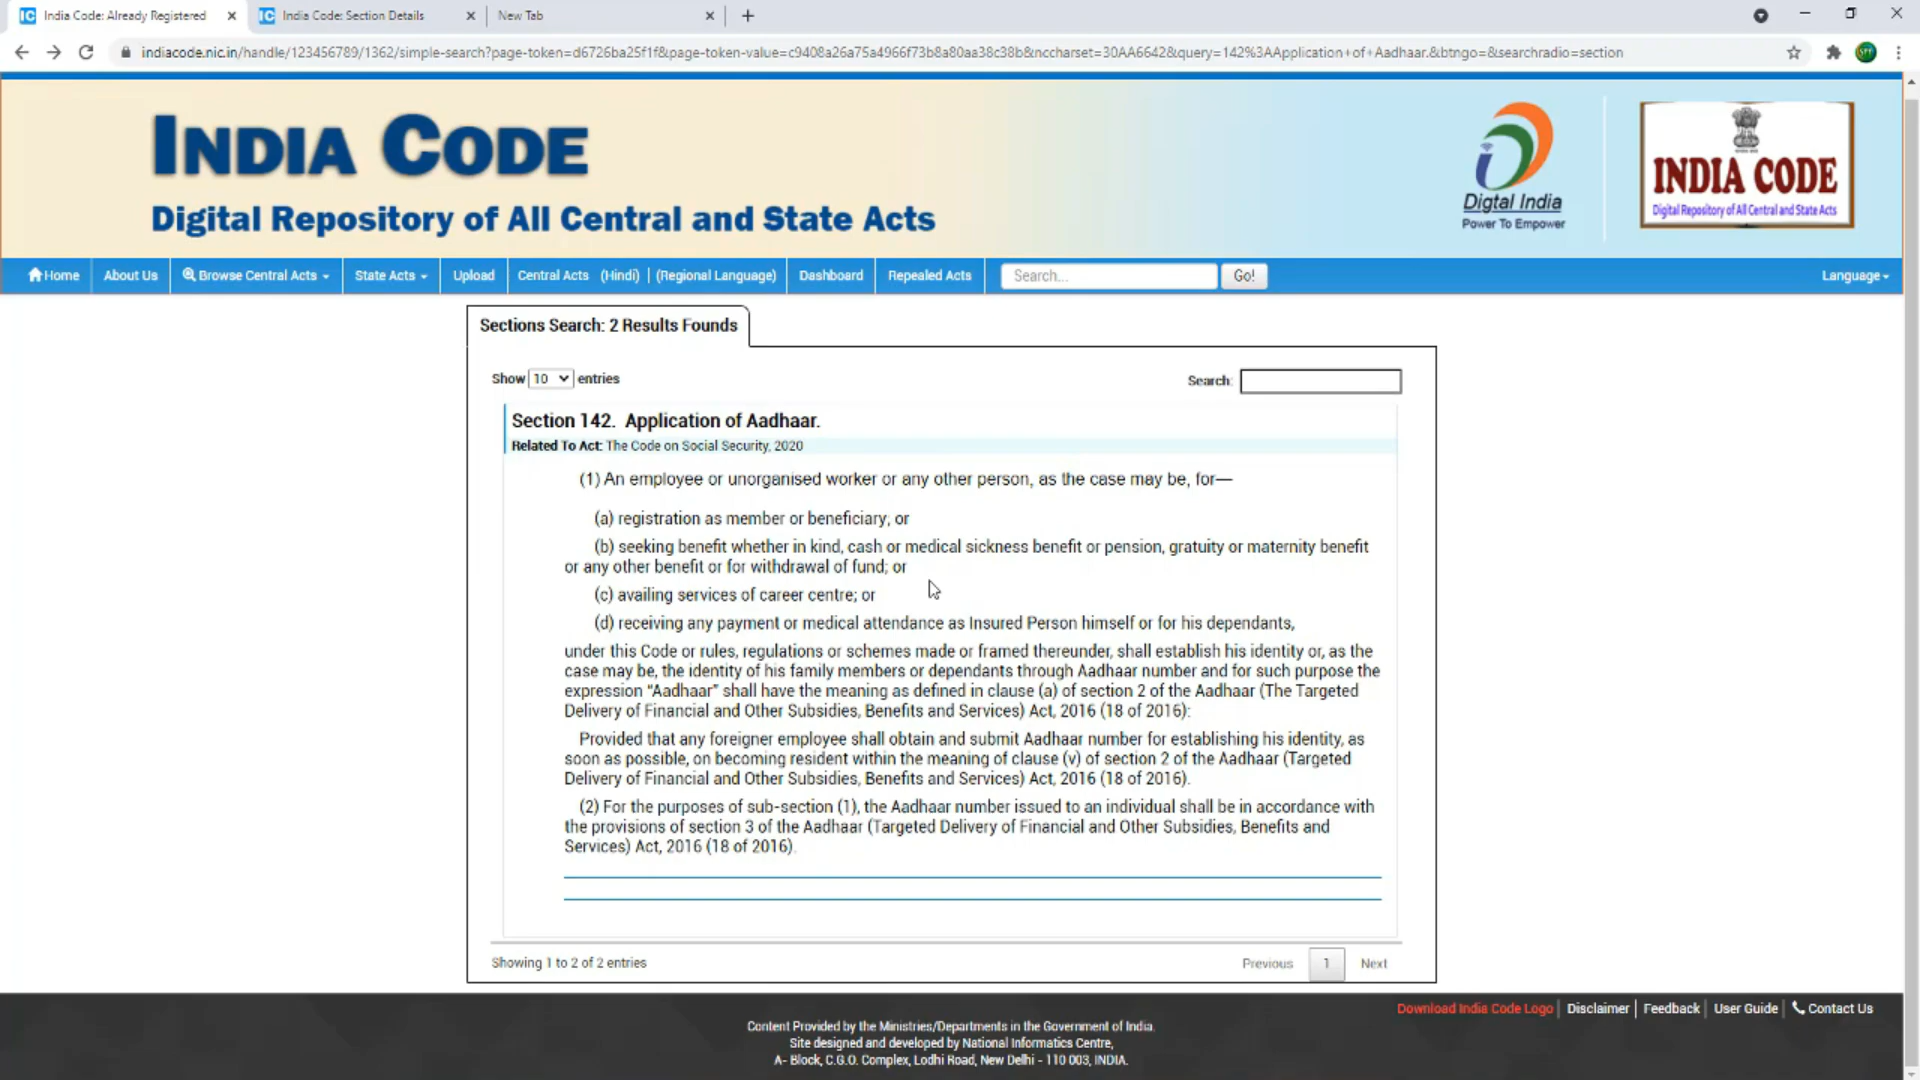 India Code: Already Registered
India Code: Section Details
New Tab
indiacode.nic.in/handle/123456789/1362/simple-search?page-token=d6726ba25f1f&page-token-value=c9408a26a75a4966f73b8a80aa38c38b&nccharset=30AA6642&query=142%3AApplication+of+Aadhaar.&btngo=&searchradio=section
INDIA CODE
Digital Repository of All Central and State Acts
Digtal India
Power To Empower
INDIA CODE
Digital Repository of All Central and State Acts
Home
About Us
Browse Central Acts
State Acts
Upload
Central Acts (Hindi) | (Regional Language)
Dashboard
Repealed Acts
Search...
Go!
Language
Sections Search: 2 Results Founds
Show 10 entries
Search:
Section 142. Application of Aadhaar.
Related To Act: The Code on Social Security, 2020
(1) An employee or unorganised worker or any other person, as the case may be, for—
(a) registration as member or beneficiary; or
(b) seeking benefit whether in kind, cash or medical sickness benefit or pension, gratuity or maternity benefit
or any other benefit or for withdrawal of fund; or
(c) availing services of career centre; or
(d) receiving any payment or medical attendance as Insured Person himself or for his dependants,
under this Code or rules, regulations or schemes made or framed thereunder, shall establish his identity or, as the
case may be, the identity of his family members or dependants through Aadhaar number and for such purpose the
expression “Aadhaar” shall have the meaning as defined in clause (a) of section 2 of the Aadhaar (The Targeted
Delivery of Financial and Other Subsidies, Benefits and Services) Act, 2016 (18 of 2016):
Provided that any foreigner employee shall obtain and submit Aadhaar number for establishing his identity, as
soon as possible, on becoming resident within the meaning of clause (v) of section 2 of the Aadhaar (Targeted
Delivery of Financial and Other Subsidies, Benefits and Services) Act, 2016 (18 of 2016).
(2) For the purposes of sub-section (1), the Aadhaar number issued to an individual shall be in accordance with
the provisions of section 3 of the Aadhaar (Targeted Delivery of Financial and Other Subsidies, Benefits and
Services) Act, 2016 (18 of 2016).
Showing 1 to 2 of 2 entries
Previous 1 Next
Download India Code Logo | Disclaimer | Feedback | User Guide | Contact Us
Content Provided by the Ministries/Departments in the Government of India.
Site designed and developed by National Informatics Centre,
A- Block, C.G.O. Complex, Lodhi Road, New Delhi - 110 003, INDIA.